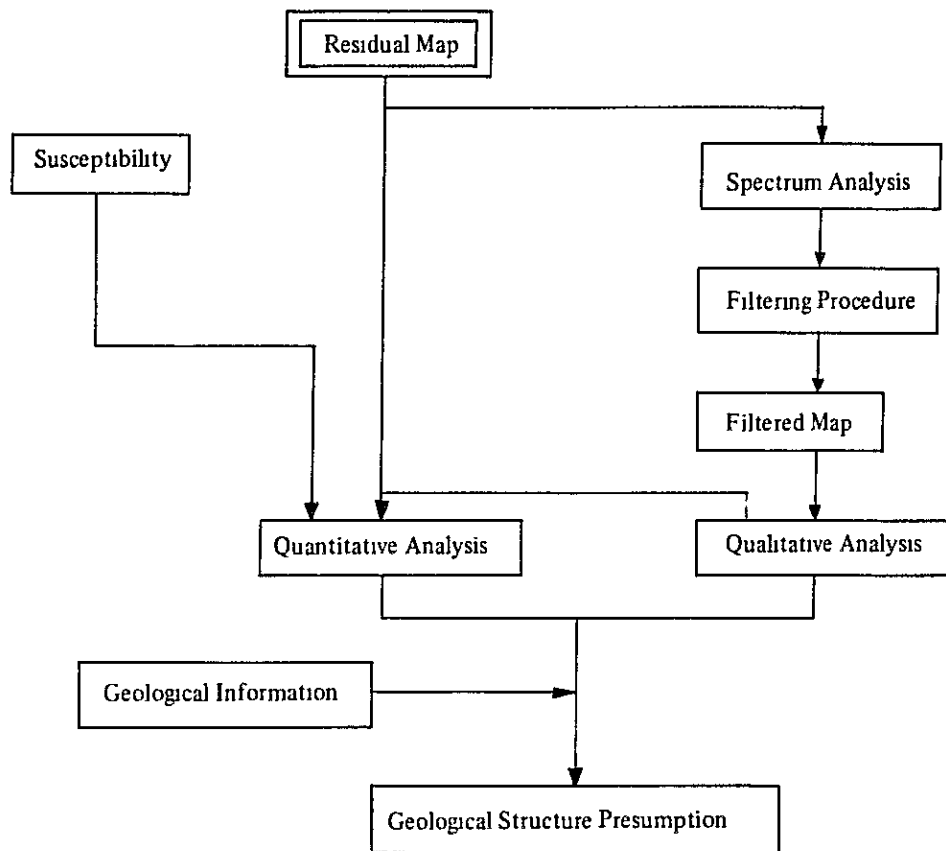 Residual Map
Susceptibility
Spectrum Analysis
Filtering Procedure
Filtered Map
Quantitative Analysis
Qualitative Analysis
Geological Information
Geological Structure Presumption